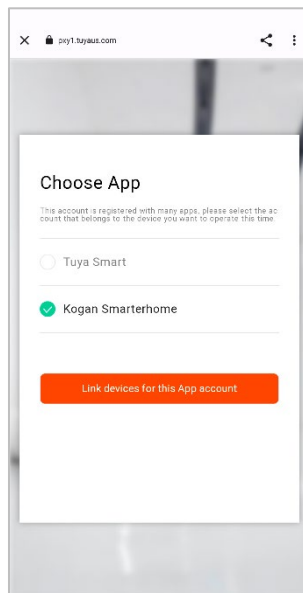 pxy1.tuyaus.com
Choose App
This account is registered with many apps, please select the ac
count that belongs to the device you want to operate this time.
Tuya Smart
Kogan Smarterhome
Link devices for this App account